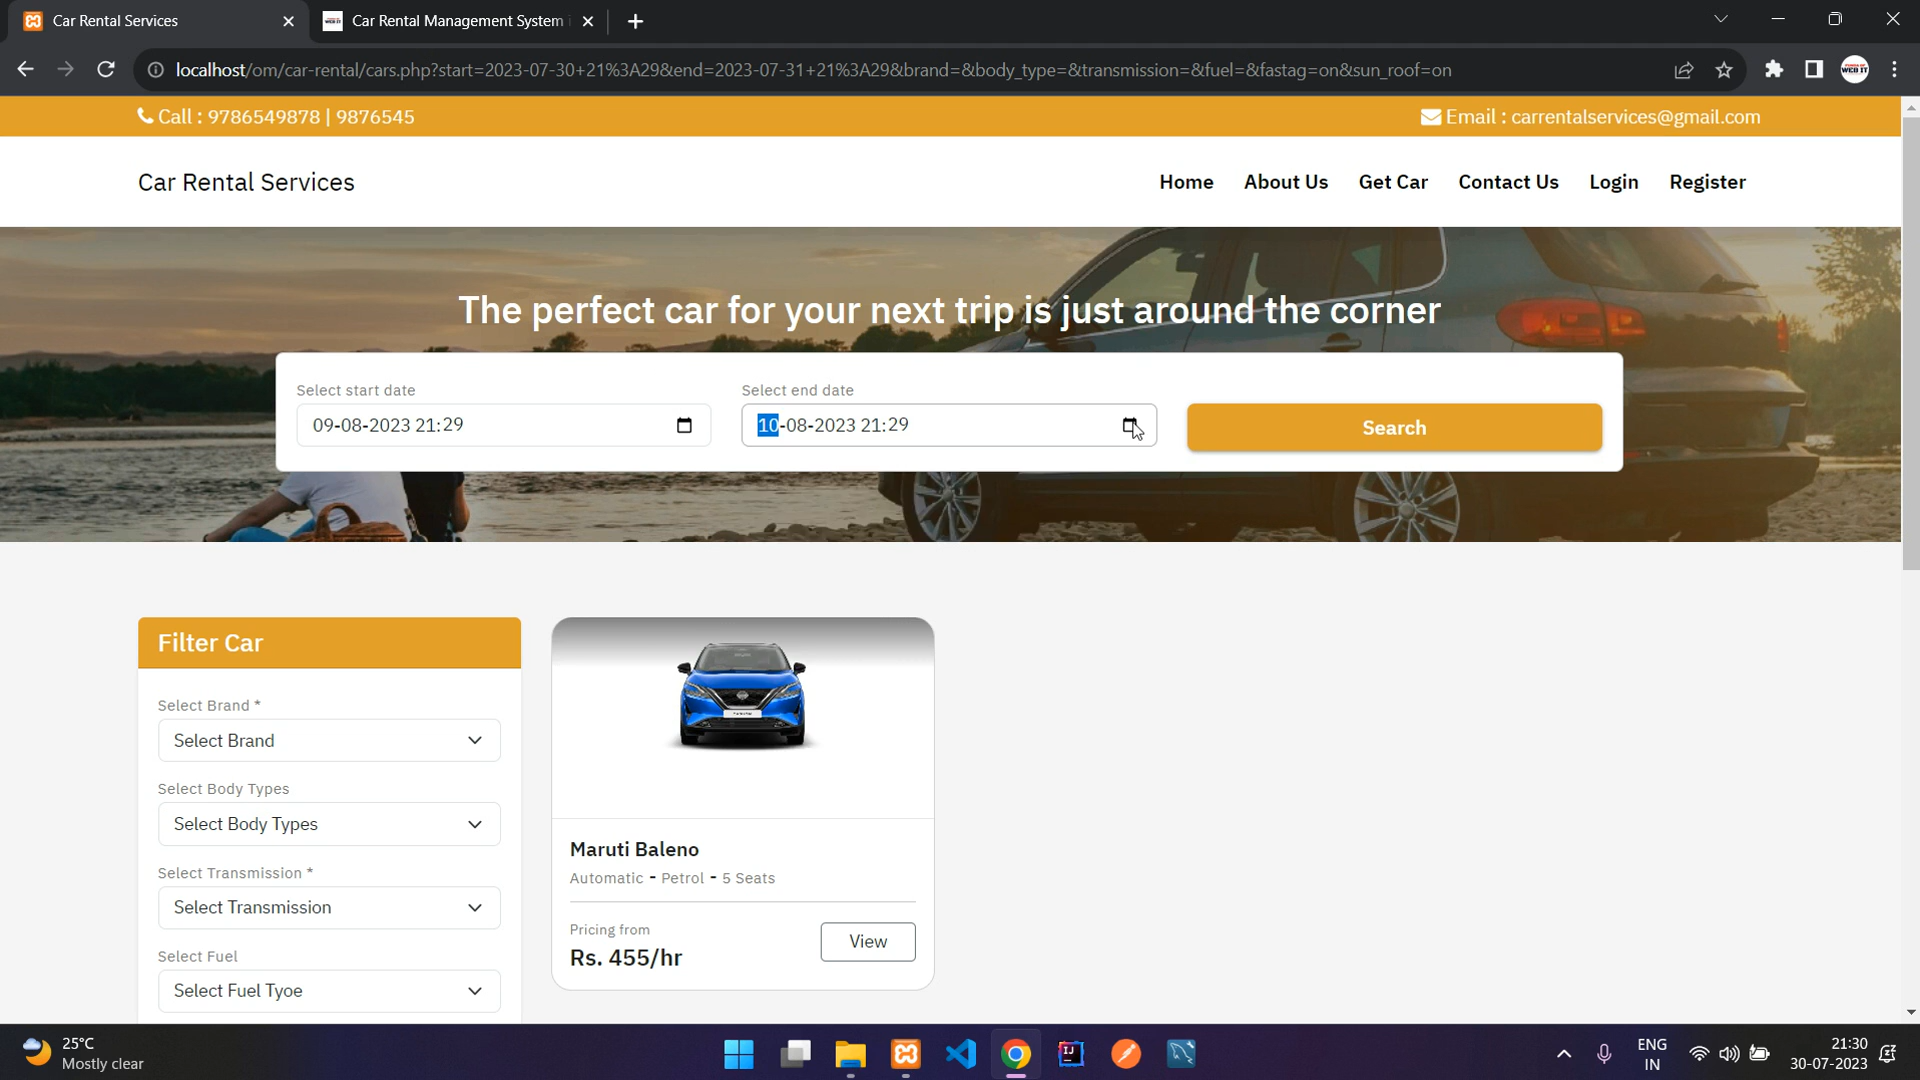 Car Rental Services
Car Rental Management System
localhost/om/car-rental/cars.php?start=2023-07-30+21%3A29&end=2023-07-31+21%3A29&brand=&body_type=&transmission=&fuel=&fastag=on&sun_roof=on
WEB IT
Call : 9786549878 | 9876545
Email : carrentalservices@gmail.com
Car Rental Services
Home About Us Get Car Contact Us Login Register
The perfect car for your next trip is just around the corner
Select start date
Select end date
09-08-2023 21:29
10-08-2023 21:29
Search
Filter Car
Select Brand *
Select Brand
Select Body Types
Select Body Types
Select Transmission *
Select Transmission
Select Fuel
Select Fuel Tyoe
Maruti Baleno
Automatic - Petrol - 5 Seats
Pricing from
Rs. 455/hr
View
25°C
Mostly clear
ENG
IN
21:30
30-07-2023